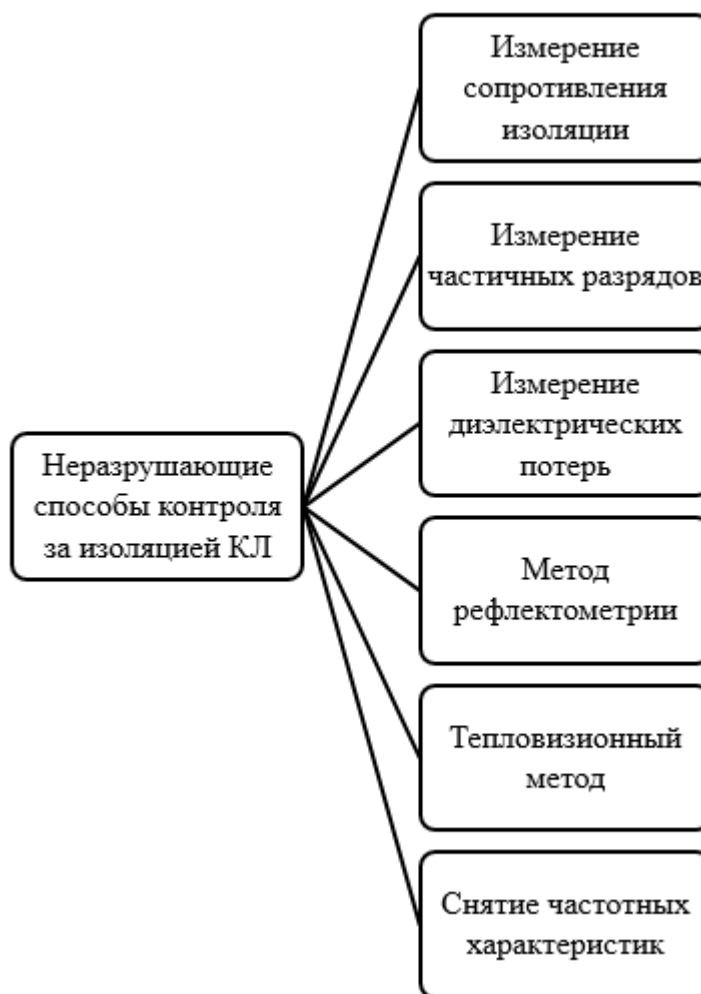 Измерение
сопротивления
изоляции
Измерение
частичных разрядов
Измерение
диэлектрических
потерь
Неразрушающие
способы контроля
за изоляцией КЛ
Метод
рефлектометрии
Тепловизионный
метод
Снятие частотных
характеристик